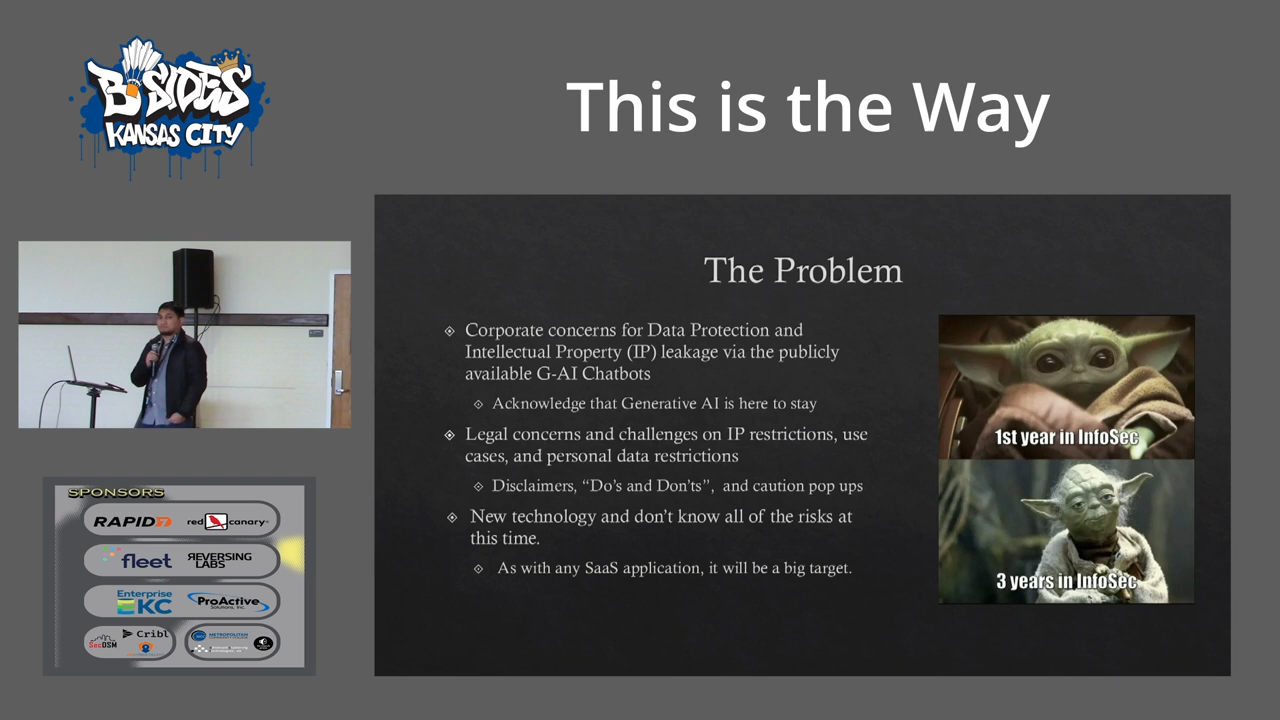 B-SIDES
KANSAS CITY
This is the Way
The Problem
Corporate concerns for Data Protection and
Intellectual Property (IP) leakage via the publicly
available G-AI Chatbots
Acknowledge that Generative AI is here to stay
Legal concerns and challenges on IP restrictions, use
cases, and personal data restrictions
Disclaimers, “Do’s and Don’ts”, and caution pop ups
New technology and don’t know all of the risks at
this time.
As with any SaaS application, it will be a big target.
1st year in InfoSec
3 years in InfoSec
SPONSORS
RAPID7 red canary
fleet REVERSING
LABS
Enterprise
EKC
ProActive
Solutions, Inc.
SecDSM Cribl
METROPOLITAN